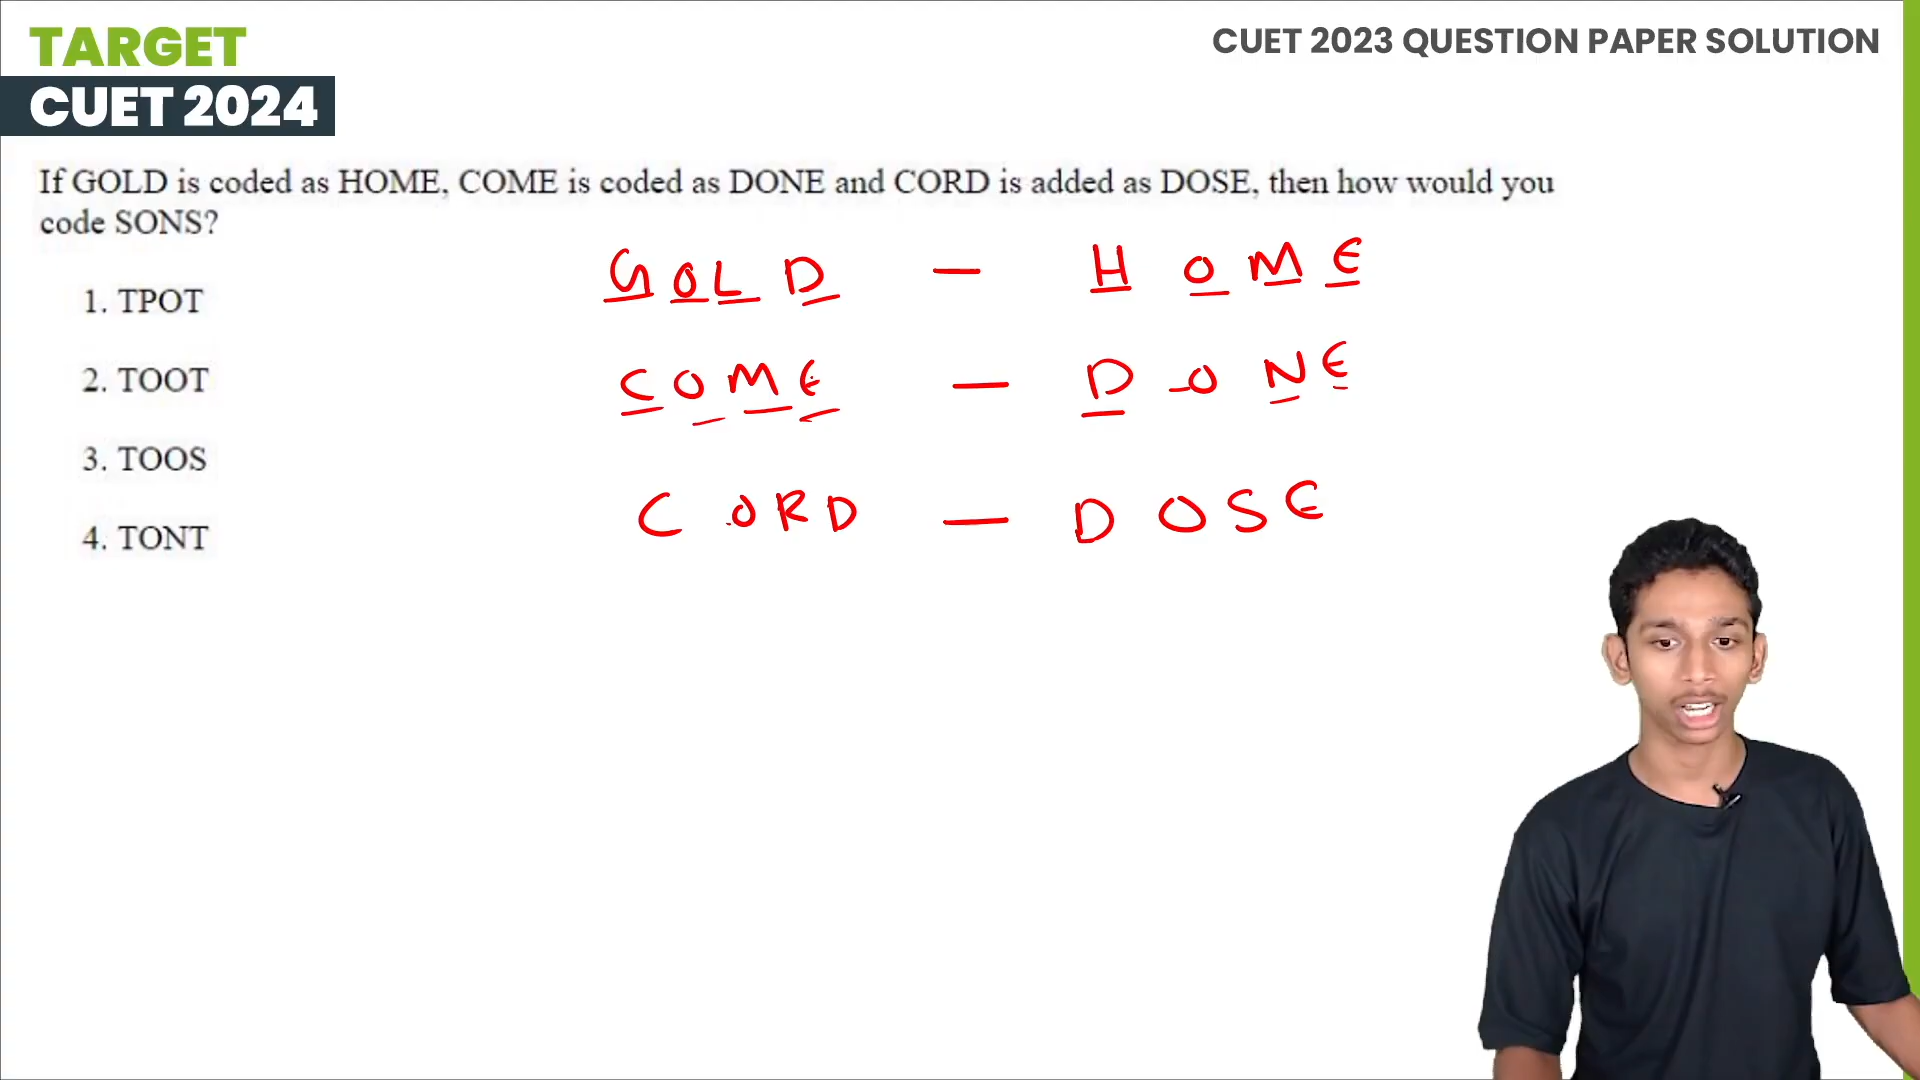 TARGET
CUET 2024
CUET 2023 QUESTION PAPER SOLUTION
If GOLD is coded as HOME, COME is coded as DONE and CORD is added as DOSE, then how would you
code SONS?
1. TPOT
2. TOOT
3. TOOS
4. TONT
GOLD — HOME
COME — DONE
CORD — DOSE